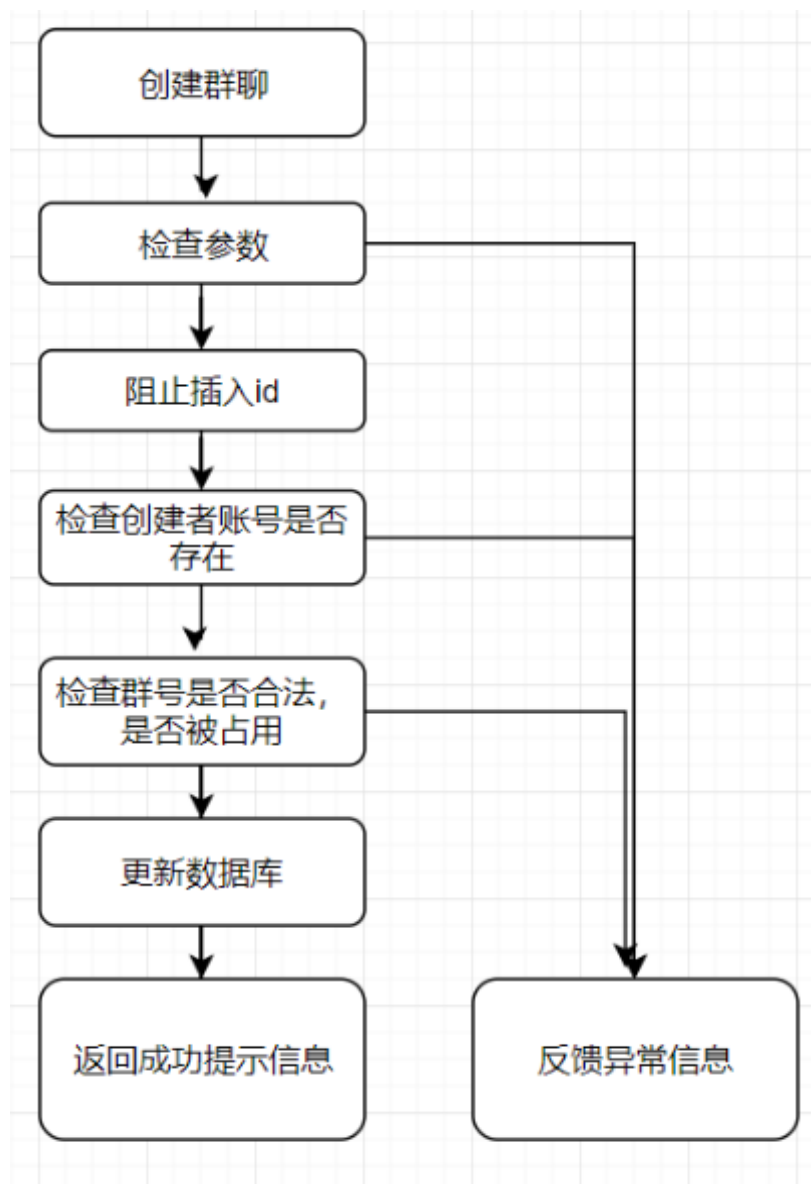 创建群聊
检查参数
阻止插入id
检查创建者账号是否
存在
检查群号是否合法，
是否被占用
更新数据库
返回成功提示信息
反馈异常信息